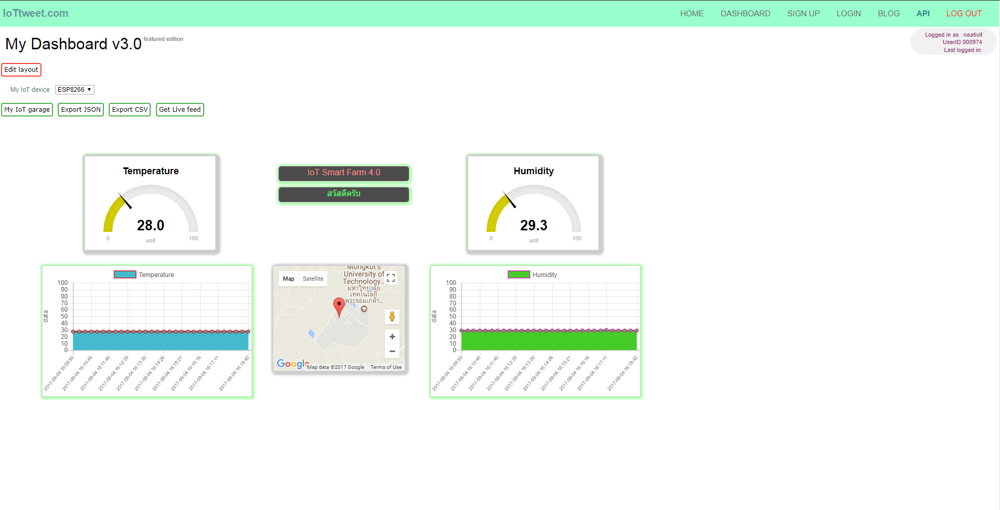 IoTtweet.com
HOME DASHBOARD SIGN UP LOGIN BLOG API LOG OUT
My Dashboard v3.0 featured edition
Logged in as : neativit
UserID:000974
Last logged in:
Edit layout
My IoT device ESP8266
My IoT garage Export JSON Export CSV Get Live feed
Temperature
28.0
0 unit 100
IoT Smart Farm 4.0
สวัสดีครับ
Humidity
29.3
0 unit 100
Temperature
data
100
90
80
70
60
50
40
30
20
10
0
2017-09-04 16:09:50
2017-09-04 16:10:45
2017-09-04 16:11:40
2017-09-04 16:12:35
2017-09-04 16:13:30
2017-09-04 16:14:26
2017-09-04 16:15:21
2017-09-04 16:16:16
2017-09-04 16:17:11
2017-09-04 16:18:42
Mongkut's
University of
Technology...
มหาวิทยาลัย
เทคโนโลยี
พระจอมเกล้า...
Map Satellite
Google
Map data ©2017 Google Terms of Use
Humidity
data
100
90
80
70
60
50
40
30
20
10
0
2017-09-04 16:09:50
2017-09-04 16:10:45
2017-09-04 16:11:40
2017-09-04 16:12:35
2017-09-04 16:13:30
2017-09-04 16:14:26
2017-09-04 16:15:21
2017-09-04 16:16:16
2017-09-04 16:17:11
2017-09-04 16:18:42